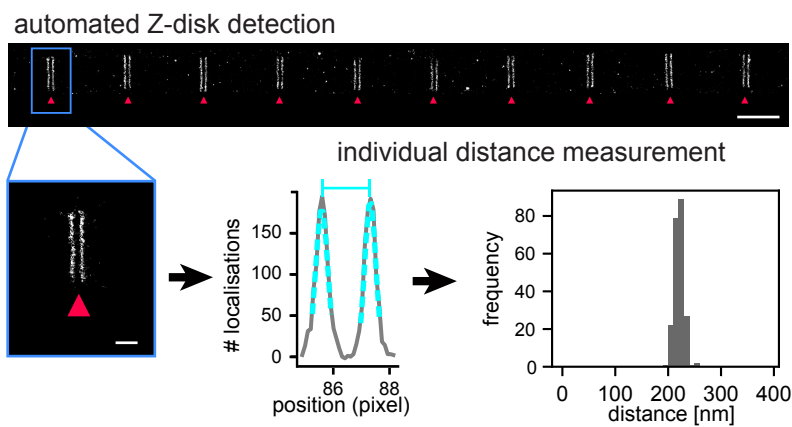 automated Z-disk detection
individual distance measurement
# localisations
150
100
50
0
86 88
position (pixel)
frequency
80
60
40
20
0
0 100 200 300 400
distance [nm]